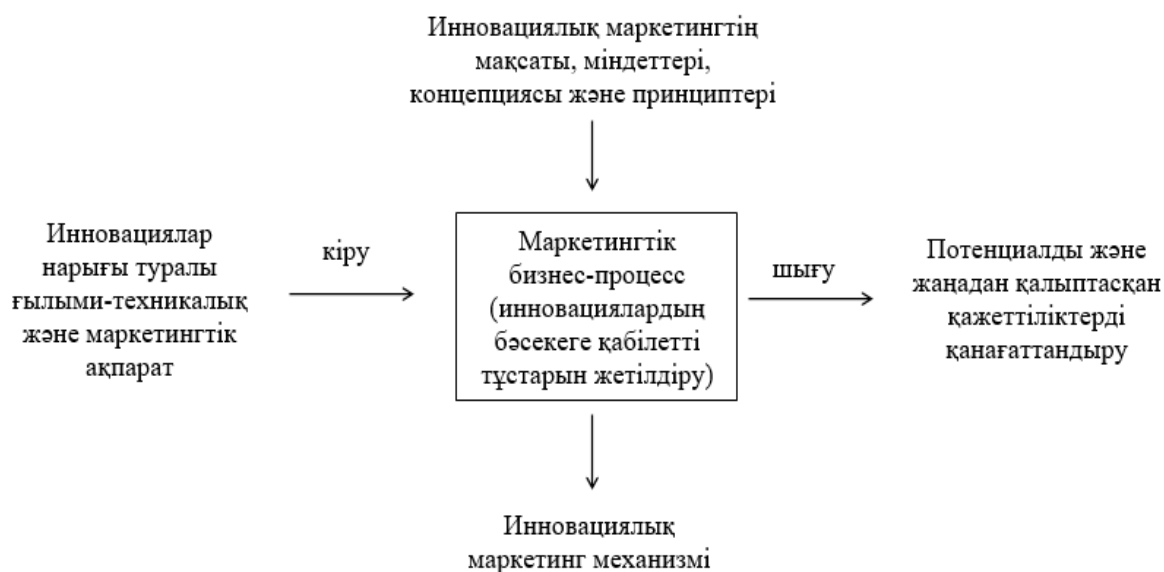 Инновациялық маркетингтің
мақсаты, міндеттері,
концепциясы және принциптері
Инновациялар
нарығы туралы
ғылыми-техникалық
және маркетингтік
ақпарат
кіру
Маркетингтік
бизнес-процесс
(инновациялардың
бәсекеге қабілетті
тұстарын жетілдіру)
шығу
Потенциалды және
жаңадан қалыптасқан
қажеттіліктерді
қанағаттандыру
Инновациялық
маркетинг механизмі